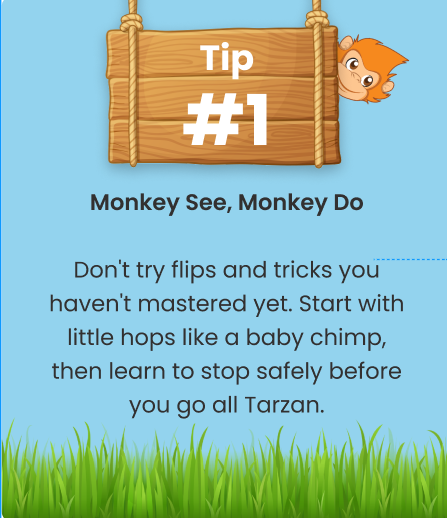 Tip
#1
Monkey See, Monkey Do
Don't try flips and tricks you
haven't mastered yet. Start with
little hops like a baby chimp,
then learn to stop safely before
you go all Tarzan.